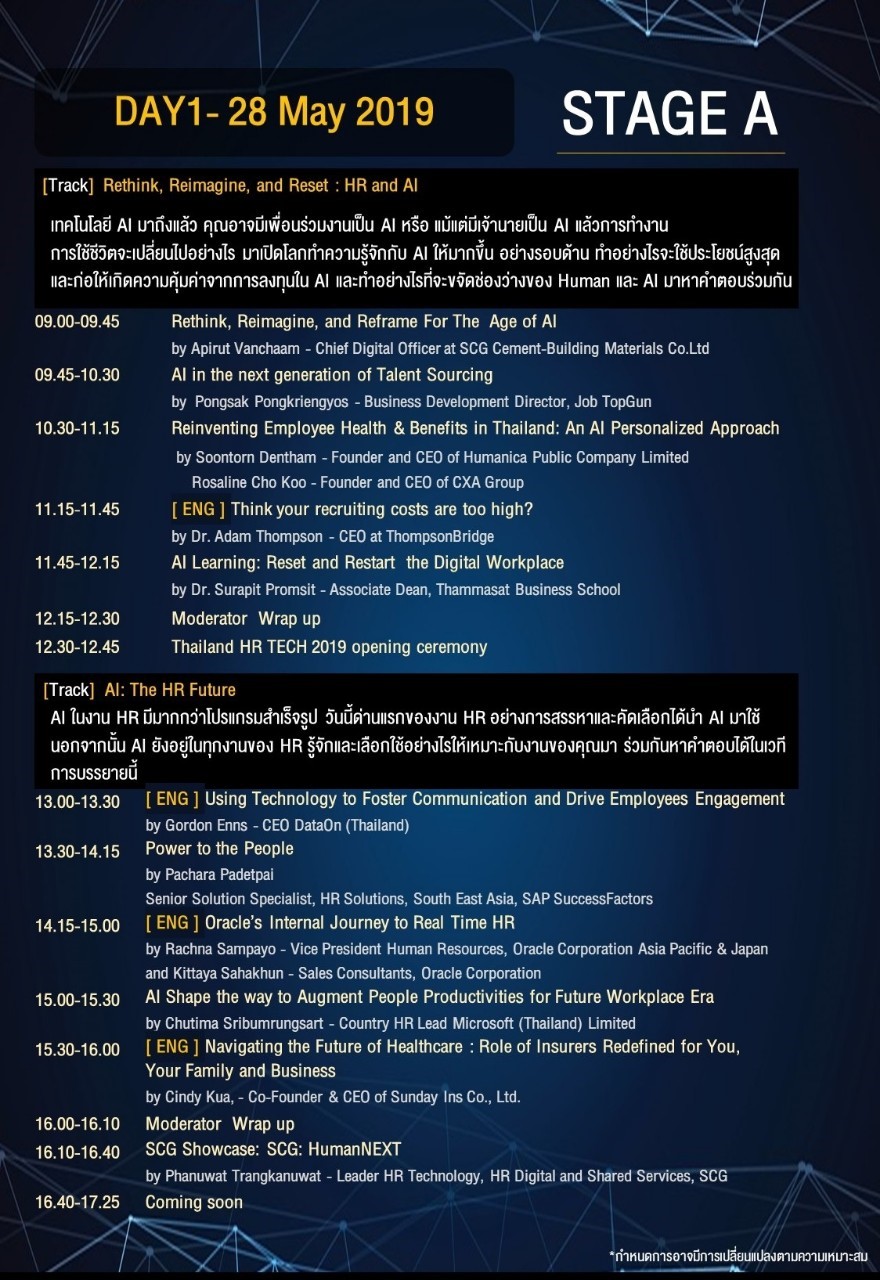 DAY1- 28 May 2019
STAGE A
[Track] Rethink, Reimagine, and Reset : HR and AI
เทคโนโลยี AI มาถึงแล้ว คุณอาจมีเพื่อนร่วมงานเป็น AI หรือ แม้แต่มีเจ้านายเป็น AI แล้วการทำงาน
การใช้ชีวิตจะเปลี่ยนไปอย่างไร มาเปิดโลกทำความรู้จักกับ AI ให้มากขึ้น อย่างรอบด้าน ทำอย่างไรจะใช้ประโยชน์สูงสุด
และก่อให้เกิดความคุ้มค่าจากการลงทุนใน AI และทำอย่างไรที่จะขจัดช่องว่างของ Human และ AI มาหาคำตอบร่วมกัน
09.00-09.45 Rethink, Reimagine, and Reframe For The Age of AI
by Apirut Vanchaam - Chief Digital Officer at SCG Cement-Building Materials Co.Ltd
09.45-10.30 AI in the next generation of Talent Sourcing
by Pongsak Pongkriengyos - Business Development Director, Job TopGun
10.30-11.15 Reinventing Employee Health & Benefits in Thailand: An AI Personalized Approach
by Soontorn Dentham - Founder and CEO of Humanica Public Company Limited
Rosaline Cho Koo - Founder and CEO of CXA Group
11.15-11.45 [ ENG ] Think your recruiting costs are too high?
by Dr. Adam Thompson - CEO at ThompsonBridge
11.45-12.15 AI Learning: Reset and Restart the Digital Workplace
by Dr. Surapit Promsit - Associate Dean, Thammasat Business School
12.15-12.30 Moderator Wrap up
12.30-12.45 Thailand HR TECH 2019 opening ceremony
[Track] AI: The HR Future
AI ในงาน HR มีมากกว่าโปรแกรมสำเร็จรูป วันนี้ด่านแรกของงาน HR อย่างการสรรหาและคัดเลือกได้นำ AI มาใช้
นอกจากนั้น AI ยังอยู่ในทุกงานของ HR รู้จักและเลือกใช้อย่างไรให้เหมาะกับงานของคุณมา ร่วมกันหาคำตอบได้ในเวที
การบรรยายนี้
13.00-13.30 [ ENG ] Using Technology to Foster Communication and Drive Employees Engagement
by Gordon Enns - CEO DataOn (Thailand)
13.30-14.15 Power to the People
by Pachara Padetpai
Senior Solution Specialist, HR Solutions, South East Asia, SAP SuccessFactors
14.15-15.00 [ ENG ] Oracle's Internal Journey to Real Time HR
by Rachna Sampayo - Vice President Human Resources, Oracle Corporation Asia Pacific & Japan
and Kittaya Sahakhun - Sales Consultants, Oracle Corporation
15.00-15.30 AI Shape the way to Augment People Productivities for Future Workplace Era
by Chutima Sribumrungsart - Country HR Lead Microsoft (Thailand) Limited
15.30-16.00 [ ENG ] Navigating the Future of Healthcare : Role of Insurers Redefined for You,
Your Family and Business
by Cindy Kua, - Co-Founder & CEO of Sunday Ins Co., Ltd.
16.00-16.10 Moderator Wrap up
16.10-16.40 SCG Showcase: SCG: HumanNEXT
by Phanuwat Trangkanuwat - Leader HR Technology, HR Digital and Shared Services, SCG
16.40-17.25 Coming soon
*กำหนดการอาจมีการเปลี่ยนแปลงตามความเหมาะสม